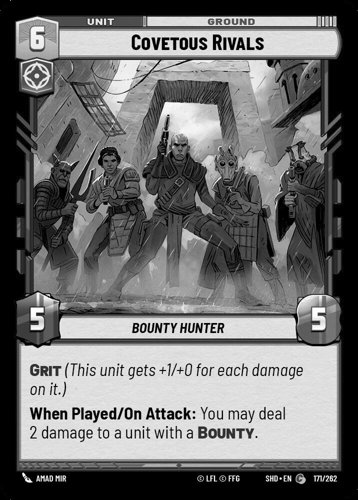 UNIT
GROUND
6
COVETOUS RIVALS
5
BOUNTY HUNTER
5
GRIT (This unit gets +1/+0 for each damage
on it.)
When Played/On Attack: You may deal
2 damage to a unit with a BOUNTY.
AMAD MIR
© LFL © FFG
SHD • EN
C
171/262